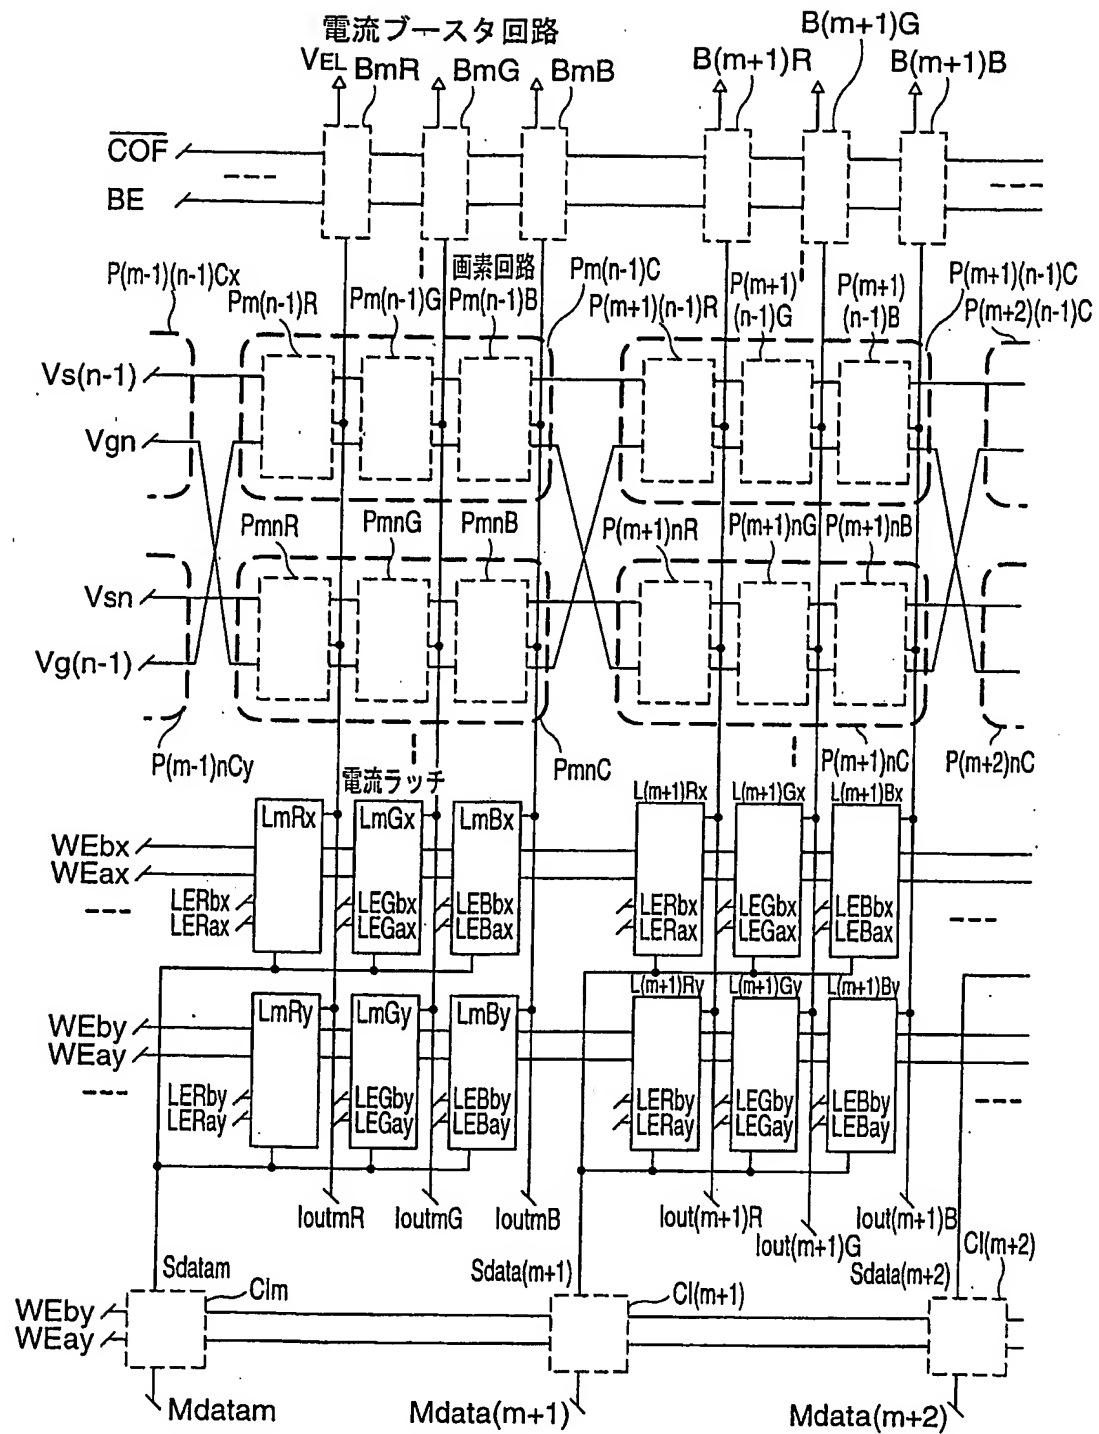 電流ブースタ回路
B(m+1)G
VEL
BmR
BmG
BmB
B(m+1)R
B(m+1)B
COF
BE
P(m-1)(n-1)Cx
Pm(n-1)R
Pm(n-1)G
画素回路
Pm(n-1)B
Pm(n-1)C
P(m+1)(n-1)R
P(m+1)
(n-1)G
P(m+1)
(n-1)B
P(m+1)(n-1)C
P(m+2)(n-1)C
Vs(n-1)
Vgn
PmnR
PmnG
PmnB
P(m+1)nR
P(m+1)nG
P(m+1)nB
Vsn
Vg(n-1)
P(m-1)nCy
PmnC
P(m+1)nC
P(m+2)nC
電流ラッチ
LmRx
LmGx
LmBx
L(m+1)Rx
L(m+1)Gx
L(m+1)Bx
WEbx
WEax
LERbx
LERax
LEGbx
LEGax
LEBbx
LEBax
LERbx
LERax
LEGbx
LEGax
LEBbx
LEBax
LmRy
LmGy
LmBy
L(m+1)Ry
L(m+1)Gy
L(m+1)By
WEby
WEay
LERby
LERay
LEGby
LEGay
LEBby
LEBay
LERby
LERay
LEGby
LEGay
LEBby
LEBay
IoutmR
IoutmG
IoutmB
Iout(m+1)R
Iout(m+1)G
Iout(m+1)B
Sdatam
CIm
Sdata(m+1)
CI(m+1)
Sdata(m+2)
CI(m+2)
WEby
WEay
Mdatam
Mdata(m+1)
Mdata(m+2)